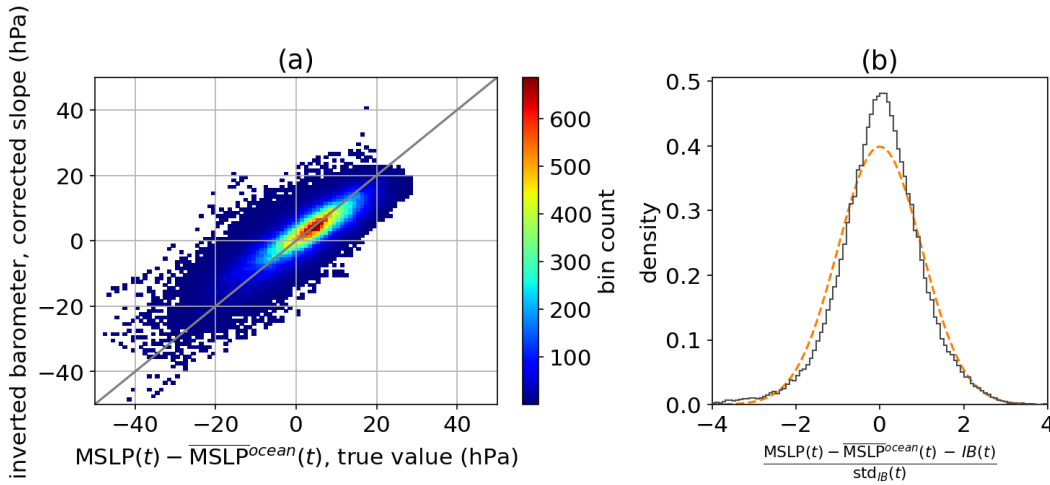 (a)
inverted barometer, corrected slope (hPa)
40
20
0
−20
−40
−40 −20 0 20 40
MSLP(t) − MSLP^ocean(t), true value (hPa)
600
500
400
300
200
100
bin count
(b)
density
0.5
0.4
0.3
0.2
0.1
0.0
−4 −2 0 2 4
MSLP(t) − MSLP^ocean(t) − IB(t)
std_IB(t)